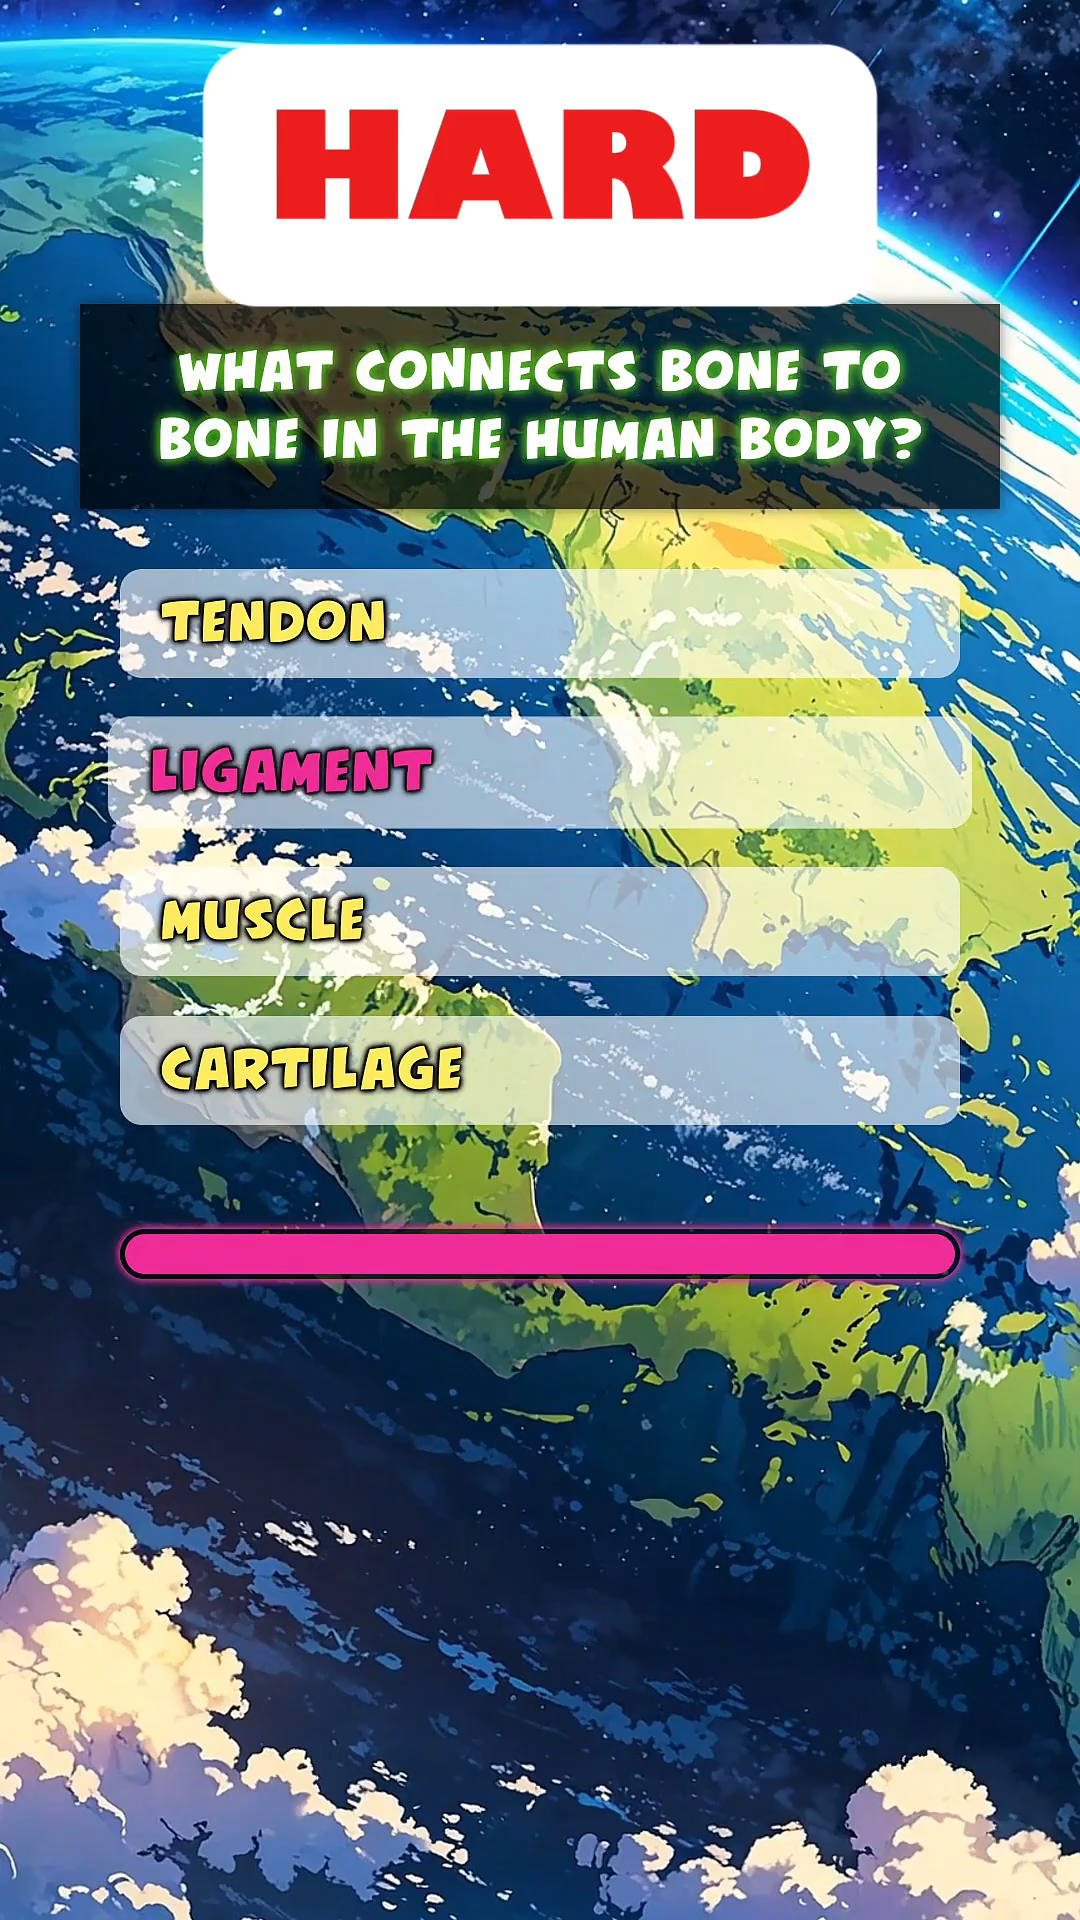 HARD
WHAT CONNECTS BONE TO
BONE IN THE HUMAN BODY?
TENDON
LIGAMENT
MUSCLE
CARTILAGE